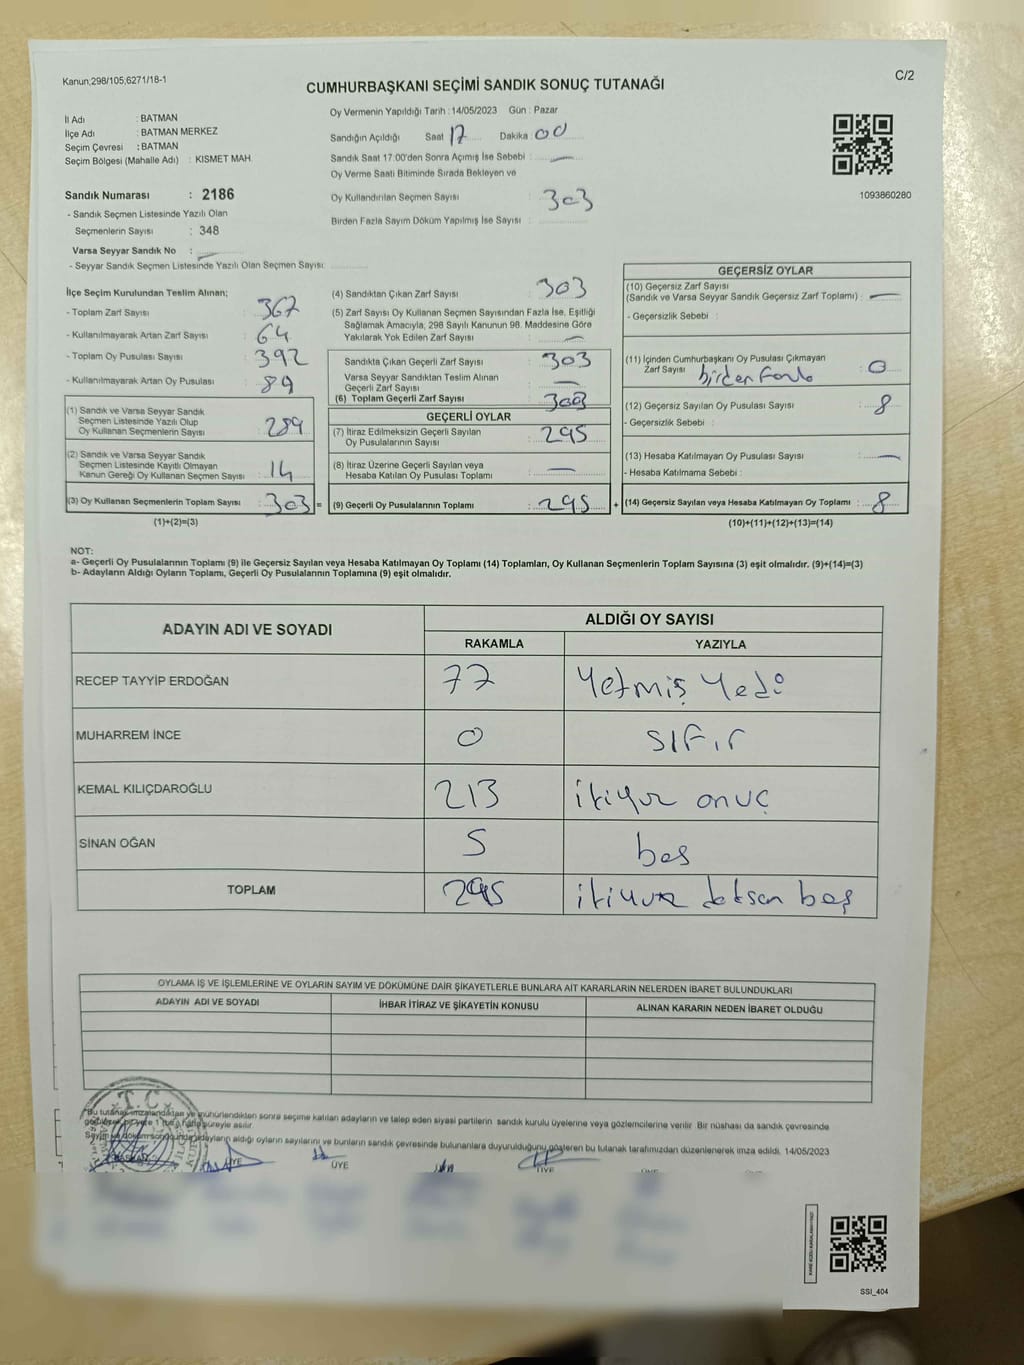 Kanun,298/105,6271/18-1
C/2
CUMHURBAŞKANI SEÇİMİ SANDIK SONUÇ TUTANAĞI
İl Adı : BATMAN
İlçe Adı : BATMAN MERKEZ
Seçim Çevresi : BATMAN
Seçim Bölgesi (Mahalle Adı) : KISMET MAH.
Sandık Numarası : 2186
- Sandık Seçmen Listesinde Yazılı Olan
Seçmenlerin Sayısı : 348
Varsa Seyyar Sandık No :
- Seyyar Sandık Seçmen Listesinde Yazılı Olan Seçmen Sayısı:
Oy Vermenin Yapıldığı Tarih : 14/05/2023 Gün : Pazar
Sandığın Açıldığı Saat 17 Dakika 00
Sandık Saat 17:00'den Sonra Açımış İse Sebebi : —
Oy Verme Saati Bitiminde Sırada Bekleyen ve
Oy Kullandırılan Seçmen Sayısı : 303
Birden Fazla Sayım Döküm Yapılmış İse Sayısı :
1093860280
İlçe Seçim Kurulundan Teslim Alınan;
- Toplam Zarf Sayısı : 367
- Kullanılmayarak Artan Zarf Sayısı : 64
- Toplam Oy Pusulası Sayısı : 392
- Kullanılmayarak Artan Oy Pusulası : 89
(1) Sandık ve Varsa Seyyar Sandık
Seçmen Listesinde Yazılı Olup
Oy Kullanan Seçmenlerin Sayısı : 289
(2) Sandık ve Varsa Seyyar Sandık
Seçmen Listesinde Kayıtlı Olmayan
Kanun Gereği Oy Kullanan Seçmen Sayısı : 14
(3) Oy Kullanan Seçmenlerin Toplam Sayısı : 303 =
(1)+(2)=(3)
(4) Sandıktan Çıkan Zarf Sayısı : 303
(5) Zarf Sayısı Oy Kullanan Seçmen Sayısından Fazla İse, Eşitliği
Sağlamak Amacıyla, 298 Sayılı Kanunun 98. Maddesine Göre
Yakılarak Yok Edilen Zarf Sayısı : —
Sandıkta Çıkan Geçerli Zarf Sayısı : 303
Varsa Seyyar Sandıktan Teslim Alınan
Geçerli Zarf Sayısı : —
(6) Toplam Geçerli Zarf Sayısı : 303
GEÇERLİ OYLAR
(7) İtiraz Edilmeksizin Geçerli Sayılan
Oy Pusulalarının Sayısı : 295
(8) İtiraz Üzerine Geçerli Sayılan veya
Hesaba Katılan Oy Pusulası Toplamı : —
(9) Geçerli Oy Pusulalarının Toplamı : 295 +
GEÇERSİZ OYLAR
(10) Geçersiz Zarf Sayısı
(Sandık ve Varsa Seyyar Sandık Geçersiz Zarf Toplamı) : —
- Geçersizlik Sebebi :
(11) İçinden Cumhurbaşkanı Oy Pusulası Çıkmayan
Zarf Sayısı : 0
birden fazla
(12) Geçersiz Sayılan Oy Pusulası Sayısı : 8
- Geçersizlik Sebebi :
(13) Hesaba Katılmayan Oy Pusulası Sayısı : —
- Hesaba Katılmama Sebebi :
(14) Geçersiz Sayılan veya Hesaba Katılmayan Oy Toplamı : 8
(10)+(11)+(12)+(13)=(14)
NOT:
a- Geçerli Oy Pusulalarının Toplamı (9) ile Geçersiz Sayılan veya Hesaba Katılmayan Oy Toplamı (14) Toplamları, Oy Kullanan Seçmenlerin Toplam Sayısına (3) eşit olmalıdır. (9)+(14)=(3)
b- Adayların Aldığı Oyların Toplamı, Geçerli Oy Pusulalarının Toplamına (9) eşit olmalıdır.
ADAYIN ADI VE SOYADI
ALDIĞI OY SAYISI
RAKAMLA YAZIYLA
RECEP TAYYİP ERDOĞAN 77 Yetmiş Yedi
MUHARREM İNCE 0 sıfır
KEMAL KILIÇDAROĞLU 213 ikiyüz onüç
SİNAN OĞAN 5 beş
TOPLAM 295 ikiyüz doksan beş
OYLAMA İŞ VE İŞLEMLERİNE VE OYLARIN SAYIM VE DÖKÜMÜNE DAİR ŞİKAYETLERLE BUNLARA AİT KARARLARIN NELERDEN İBARET BULUNDUKLARI
ADAYIN ADI VE SOYADI İHBAR İTİRAZ VE ŞİKAYETİN KONUSU ALINAN KARARIN NEDEN İBARET OLDUĞU
T.C.
*Bu tutanak imzalandıktan ve mühürlendikten sonra seçime katılan adayların ve talep eden siyasi partilerin sandık kurulu üyelerine veya gözlemcilerine verilir. Bir nüshası da sandık çevresinde
süreyle asılır.
adayların aldığı oyların sayılarını ve bunların sandık çevresinde bulunanlara duyurulduğunu gösteren bu tutanak tarafımızdan düzenlenerek imza edildi. 14/05/2023
BAŞKAN ÜYE ÜYE ÜYE
SSI_404